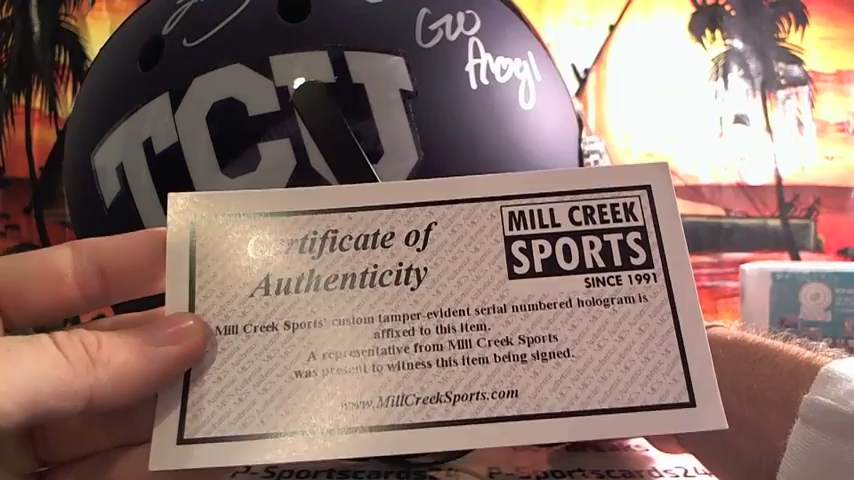 Go
Frogs
TCU
Certificate of
Authenticity
MILL CREEK
SPORTS
SINCE 1991
Mill Creek Sports' custom tamper-evident serial numbered hologram is
affixed to this item.
A representative from Mill Creek Sports
was present to witness this item being signed.
www.MillCreekSports.com
P-Sportscards24
P-Sportscards24